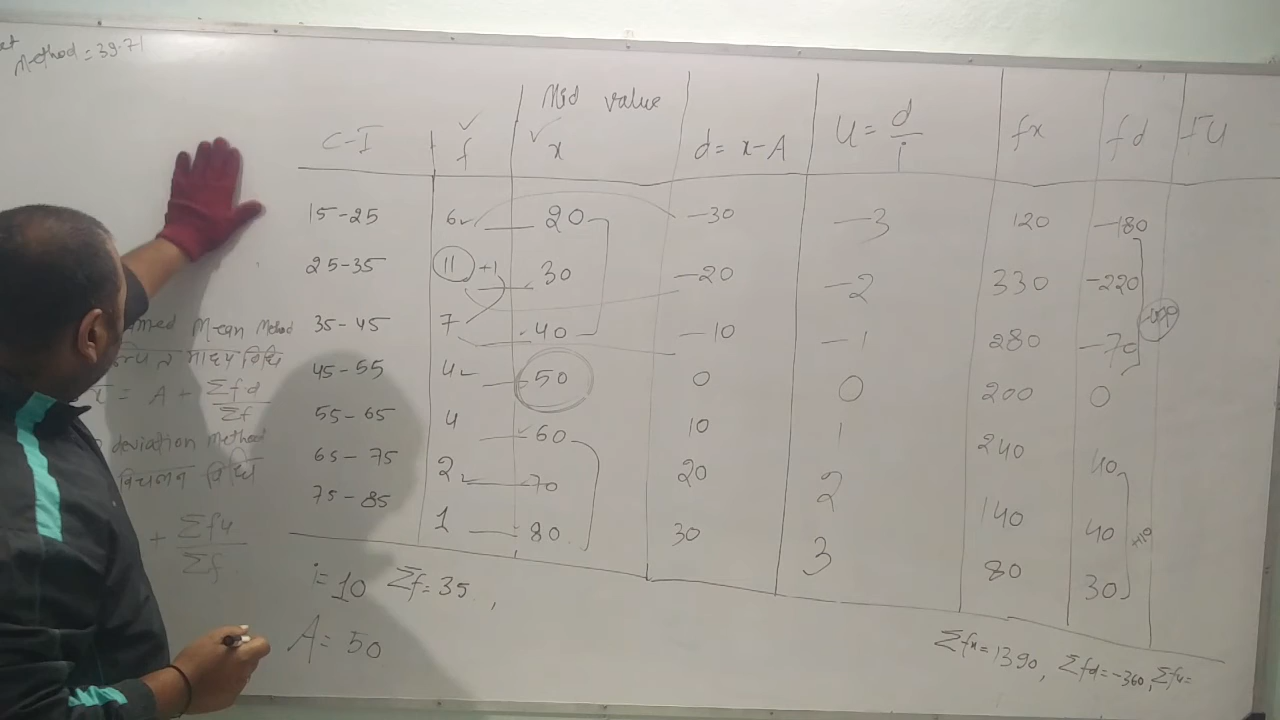 Method = 39.71
Mid value
C-I f x d = x-A U = d/i fx fd fU
15-25 6 20 -30 -3 120 -180
25-35 11 +1 30 -20 -2 330 -220
35-45 7 40 -10 -1 280 -70
45-55 4 50 0 0 200 0
55-65 4 60 10 1 240 40
65-75 2 70 20 2 140 40
75-85 1 80 30 3 80 30
i=10 Σf=35,
A=50
Σfx=1390, Σfd=-360, Σfu=
Mean Method
माध्य विधि
= A + Σfd/Σf
deviation method
विचलन विधि
+ Σfu/Σf